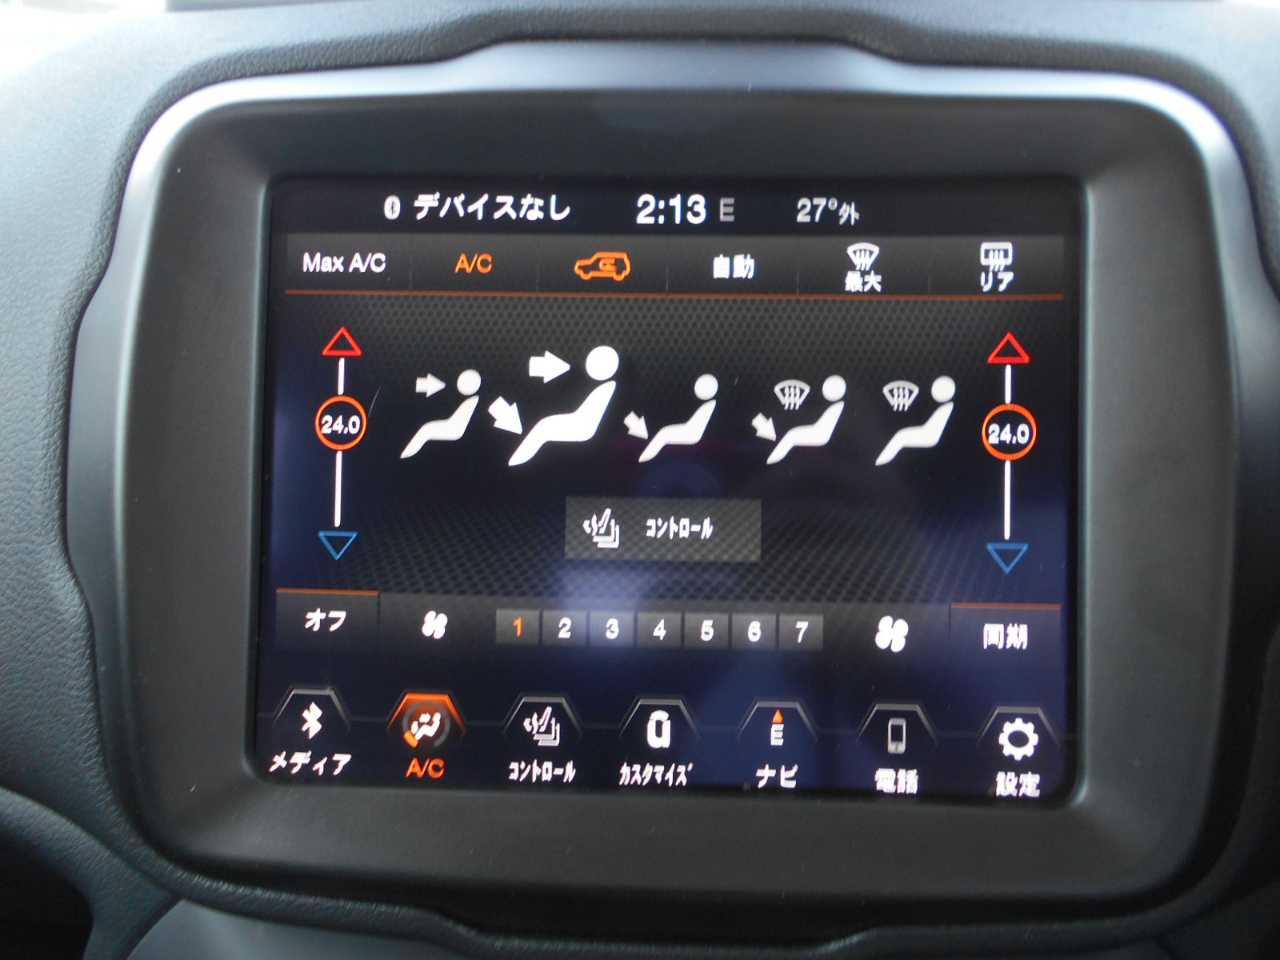 デバイスなし 2:13 E 27°外
Max A/C A/C 自動 最大 リア
24.0 24.0
コントロール
オフ 1 2 3 4 5 6 7 同期
E
メディア A/C コントロール カスタマイズ ナビ 電話 設定